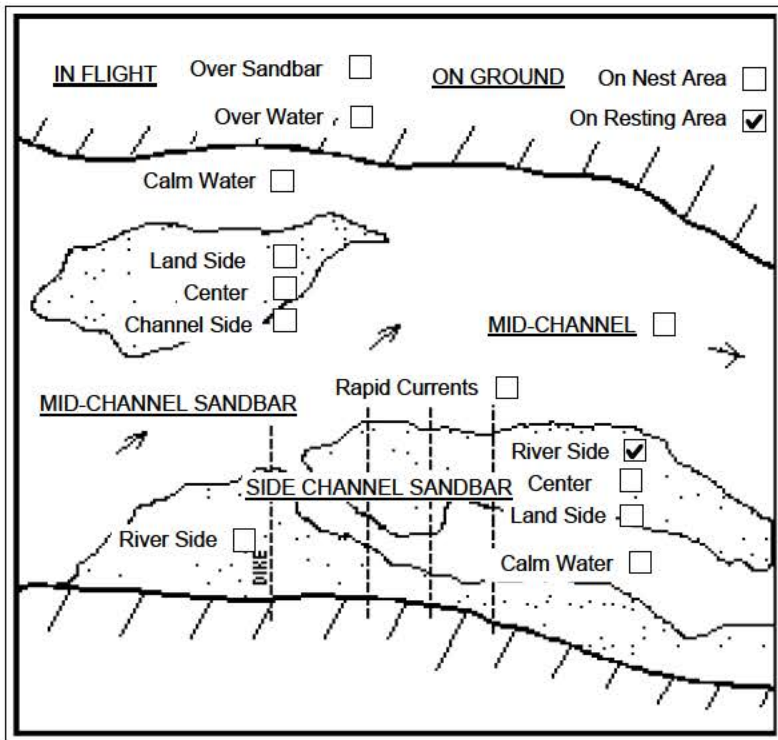 IN FLIGHT Over Sandbar ON GROUND On Nest Area
Over Water On Resting Area
Calm Water
Land Side
Center
Channel Side
MID-CHANNEL
Rapid Currents
MID-CHANNEL SANDBAR
River Side
SIDE CHANNEL SANDBAR Center
Land Side
River Side
DIKE
Calm Water